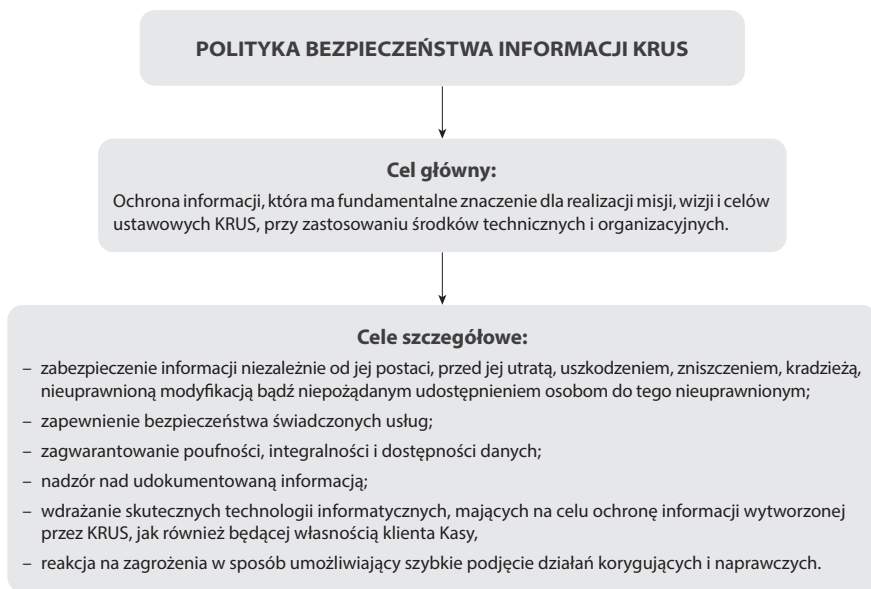 POLITYKA BEZPIECZEŃSTWA INFORMACJI KRUS
Cel główny:
Ochrona informacji, która ma fundamentalne znaczenie dla realizacji misji, wizji i celów
ustawowych KRUS, przy zastosowaniu środków technicznych i organizacyjnych.
Cele szczegółowe:
– zabezpieczenie informacji niezależnie od jej postaci, przed jej utratą, uszkodzeniem, zniszczeniem, kradzieżą,
nieuprawnioną modyfikacją bądź niepożądanym udostępnieniem osobom do tego nieuprawnionym;
– zapewnienie bezpieczeństwa świadczonych usług;
– zagwarantowanie poufności, integralności i dostępności danych;
– nadzór nad udokumentowaną informacją;
– wdrażanie skutecznych technologii informatycznych, mających na celu ochronę informacji wytworzonej
przez KRUS, jak również będącej własnością klienta Kasy,
– reakcja na zagrożenia w sposób umożliwiający szybkie podjęcie działań korygujących i naprawczych.